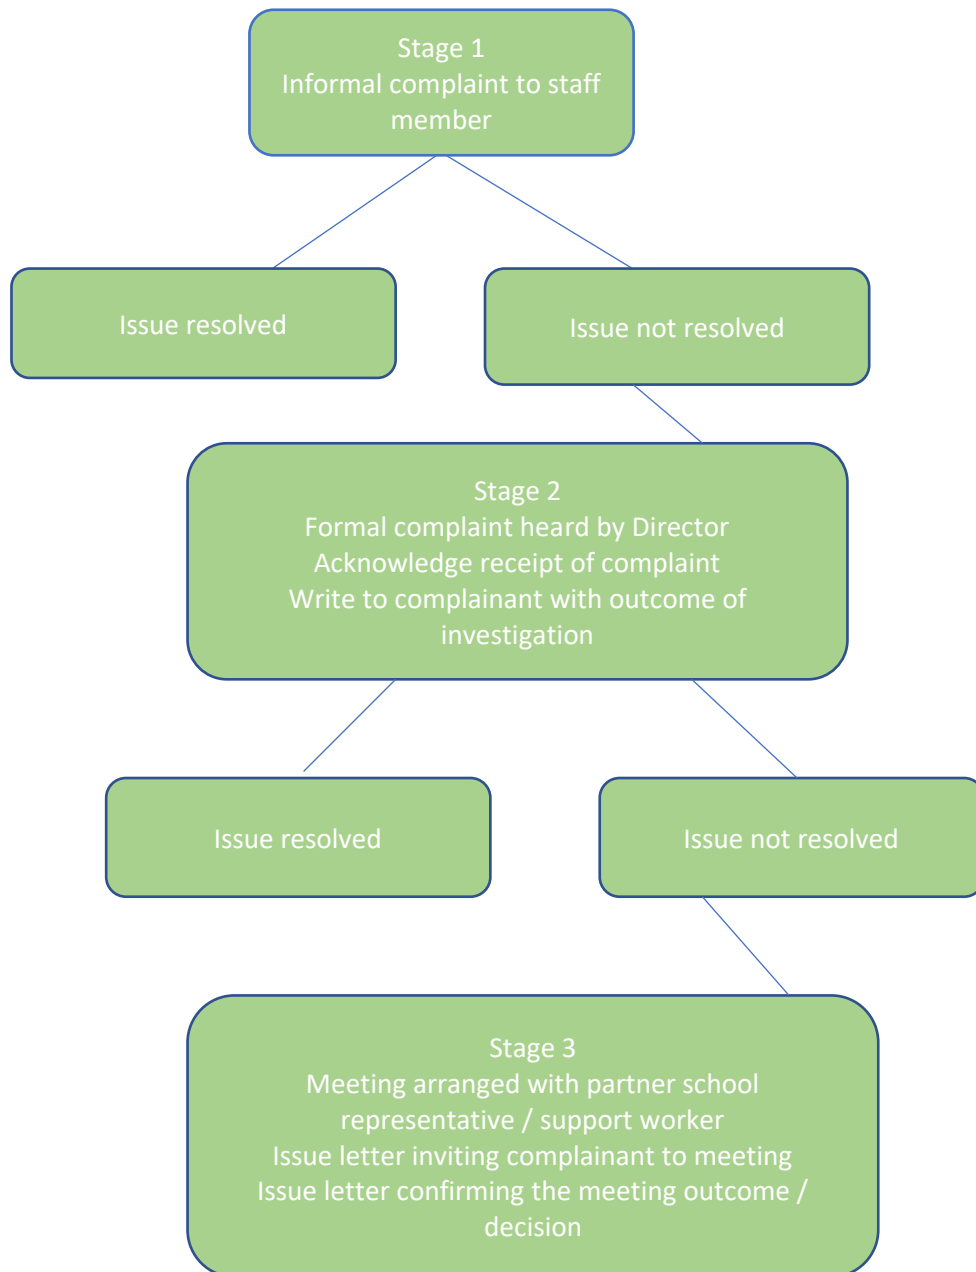 Stage 1
Informal complaint to staff
member
Issue resolved
Issue not resolved
Stage 2
Formal complaint heard by Director
Acknowledge receipt of complaint
Write to complainant with outcome of
investigation
Issue resolved
Issue not resolved
Stage 3
Meeting arranged with partner school
representative / support worker
Issue letter inviting complainant to meeting
Issue letter confirming the meeting outcome /
decision